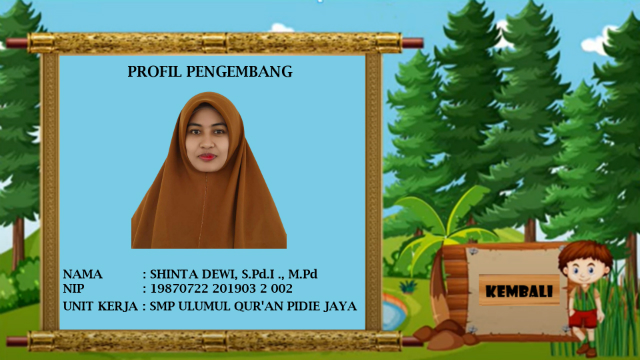 PROFIL PENGEMBANG
NAMA : SHINTA DEWI, S.Pd.I ., M.Pd
NIP : 19870722 201903 2 002
UNIT KERJA : SMP ULUMUL QUR'AN PIDIE JAYA
KEMBALI